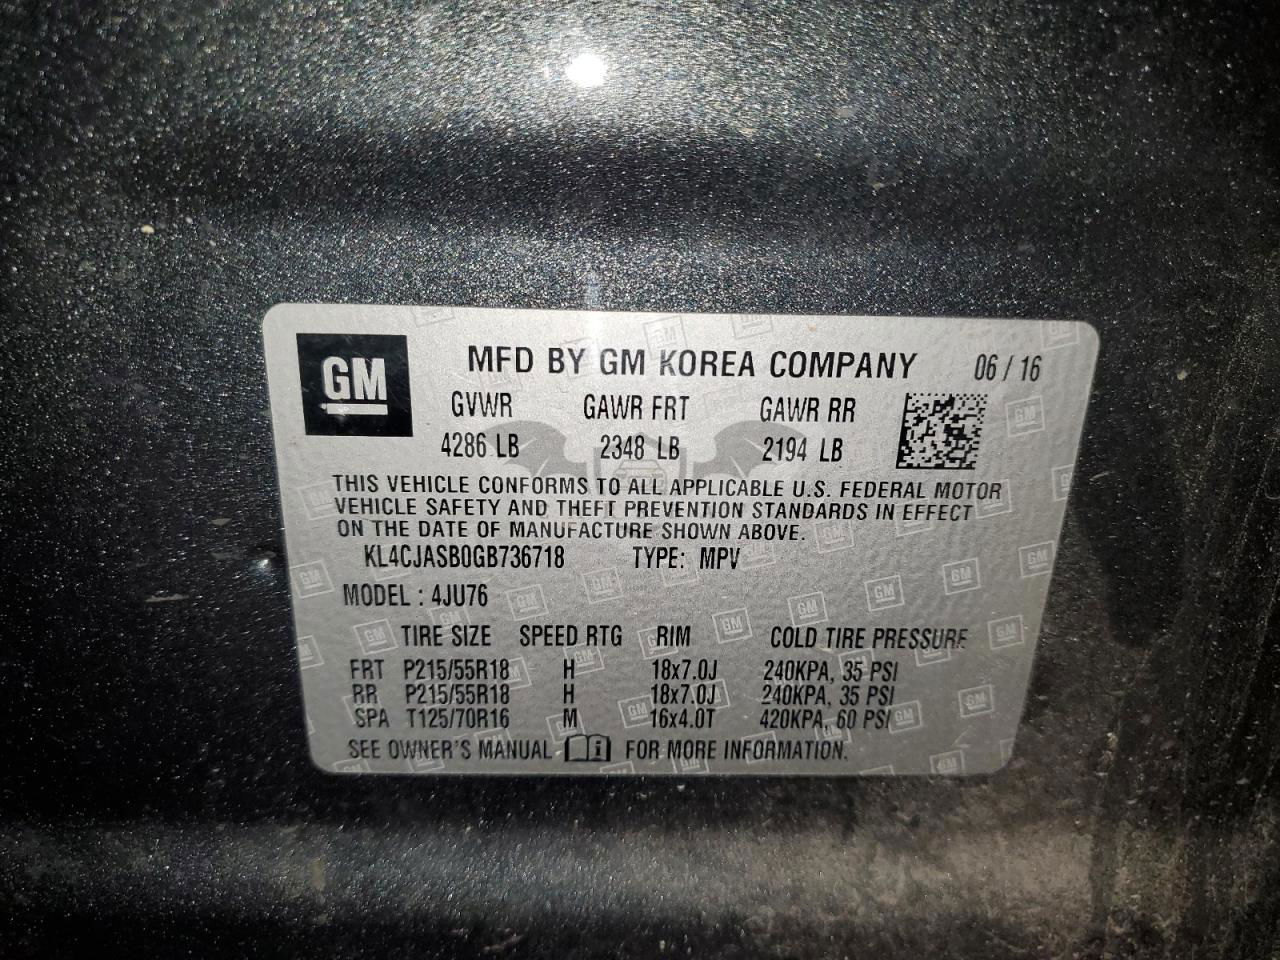 GM
MFD BY GM KOREA COMPANY 06 / 16
GVWR GAWR FRT GAWR RR
4286 LB 2348 LB 2194 LB
THIS VEHICLE CONFORMS TO ALL APPLICABLE U.S. FEDERAL MOTOR
VEHICLE SAFETY AND THEFT PREVENTION STANDARDS IN EFFECT
ON THE DATE OF MANUFACTURE SHOWN ABOVE.
KL4CJASB0GB736718 TYPE: MPV
MODEL : 4JU76
TIRE SIZE SPEED RTG RIM COLD TIRE PRESSURE
FRT P215/55R18 H 18x7.0J 240KPA, 35 PSI
RR P215/55R18 H 18x7.0J 240KPA, 35 PSI
SPA T125/70R16 M 16x4.0T 420KPA, 60 PSI
SEE OWNER'S MANUAL FOR MORE INFORMATION.